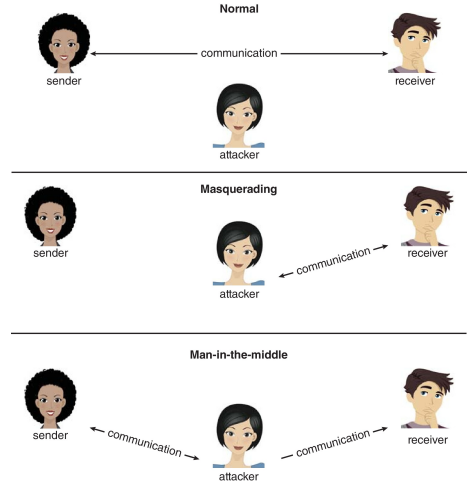 Normal
communication
sender
receiver
attacker
Masquerading
sender
receiver
communication
attacker
Man-in-the-middle
sender
communication
communication
receiver
attacker